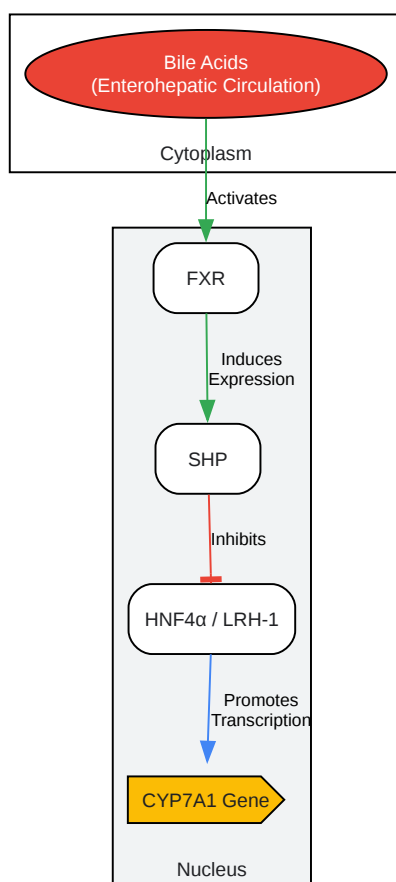 Bile Acids
(Enterohepatic Circulation)
Cytoplasm
Activates
FXR
Induces
Expression
SHP
Inhibits
HNF4α / LRH-1
Promotes
Transcription
CYP7A1 Gene
Nucleus